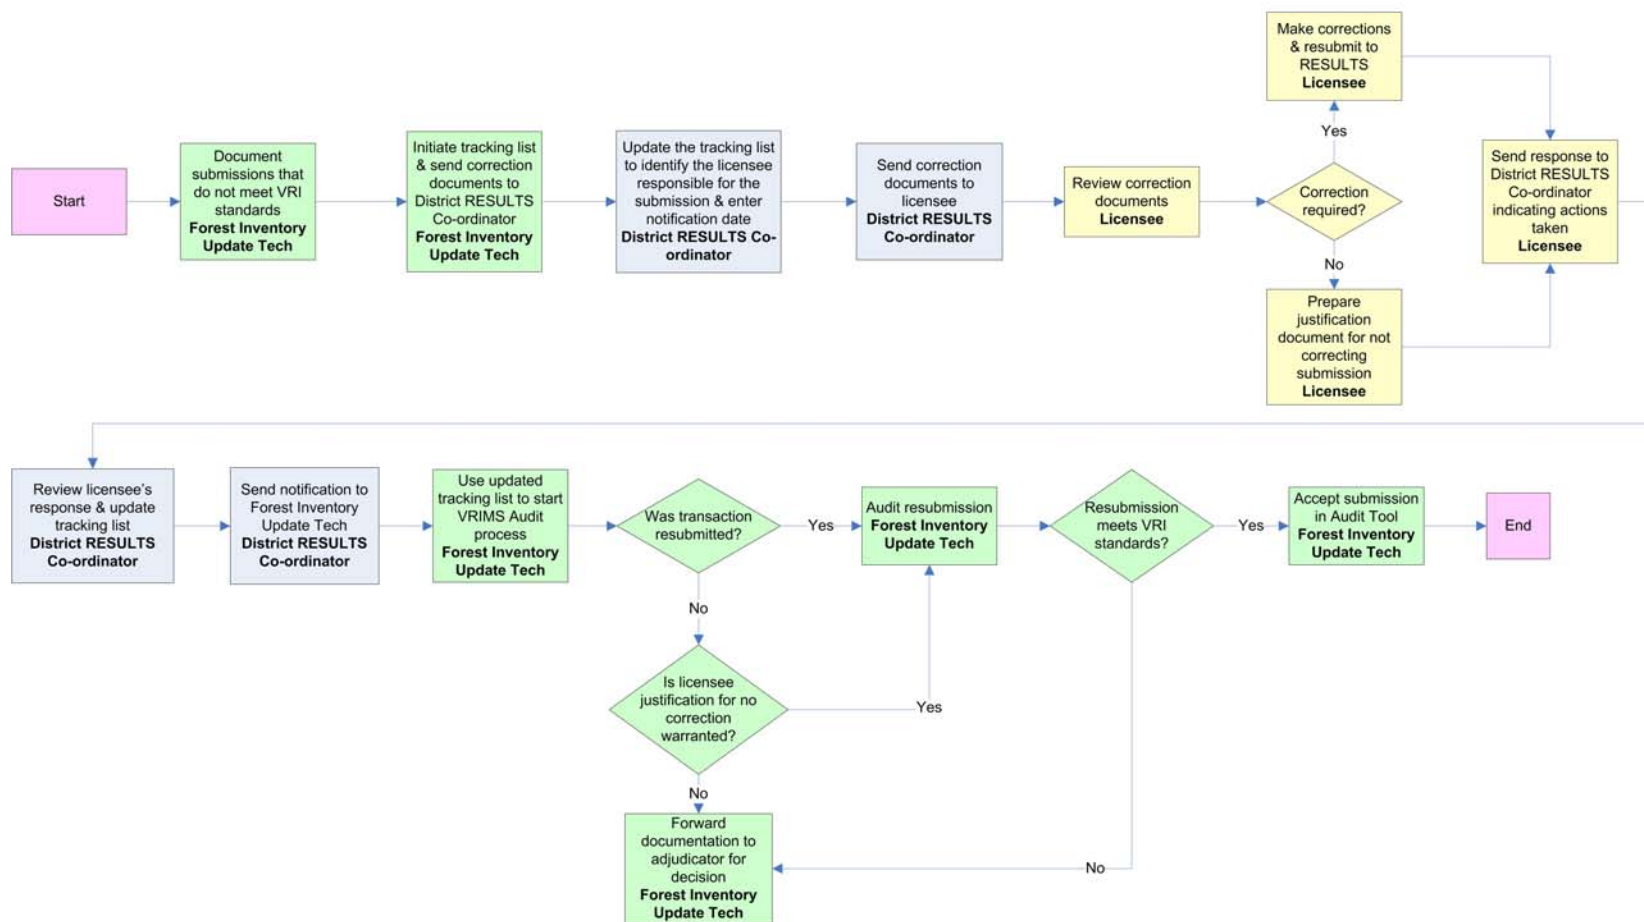 Start
Document
submissions that
do not meet VRI
standards
Forest Inventory
Update Tech
Initiate tracking list
& send correction
documents to
District RESULTS
Co-ordinator
Forest Inventory
Update Tech
Update the tracking list
to identify the licensee
responsible for the
submission & enter
notification date
District RESULTS Co-
ordinator
Send correction
documents to
licensee
District RESULTS
Co-ordinator
Review correction
documents
Licensee
Correction
required?
Yes
Make corrections
& resubmit to
RESULTS
Licensee
No
Prepare
justification
document for not
correcting
submission
Licensee
Send response to
District RESULTS
Co-ordinator
indicating actions
taken
Licensee
Review licensee's
response & update
tracking list
District RESULTS
Co-ordinator
Send notification to
Forest Inventory
Update Tech
District RESULTS
Co-ordinator
Use updated
tracking list to start
VRIMS Audit
process
Forest Inventory
Update Tech
Was transaction
resubmitted?
Yes
Audit resubmission
Forest Inventory
Update Tech
Resubmission
meets VRI
standards?
Yes
Accept submission
in Audit Tool
Forest Inventory
Update Tech
End
No
Is licensee
justification for no
correction
warranted?
Yes
No
Forward
documentation to
adjudicator for
decision
Forest Inventory
Update Tech
No